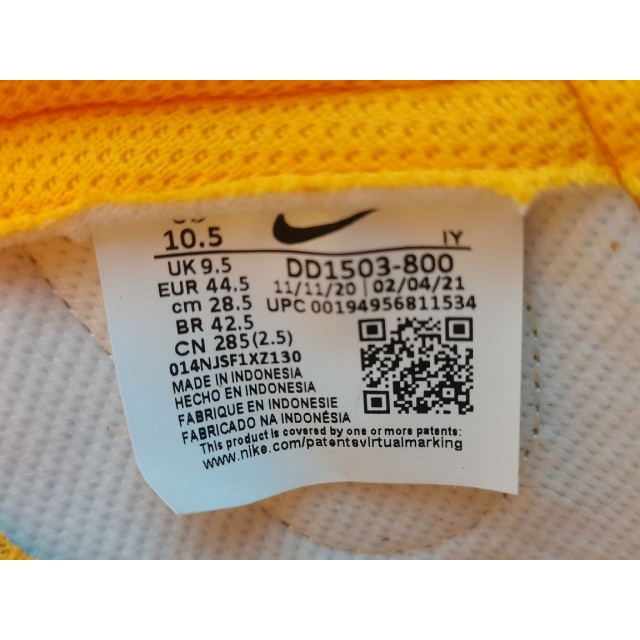 10.5
IY
UK 9.5
EUR 44.5
cm 28.5
BR 42.5
CN 285(2.5)
DD1503-800
11/11/20 | 02/04/21
UPC 00194956811534
014NJSF1XZ130
MADE IN INDONESIA
HECHO EN INDONESIA
FABRIQUE EN INDONESIE
FABRICADO NA INDONÉSIA
This product is covered by one or more patents:
www.nike.com/patentsvirtualmarking